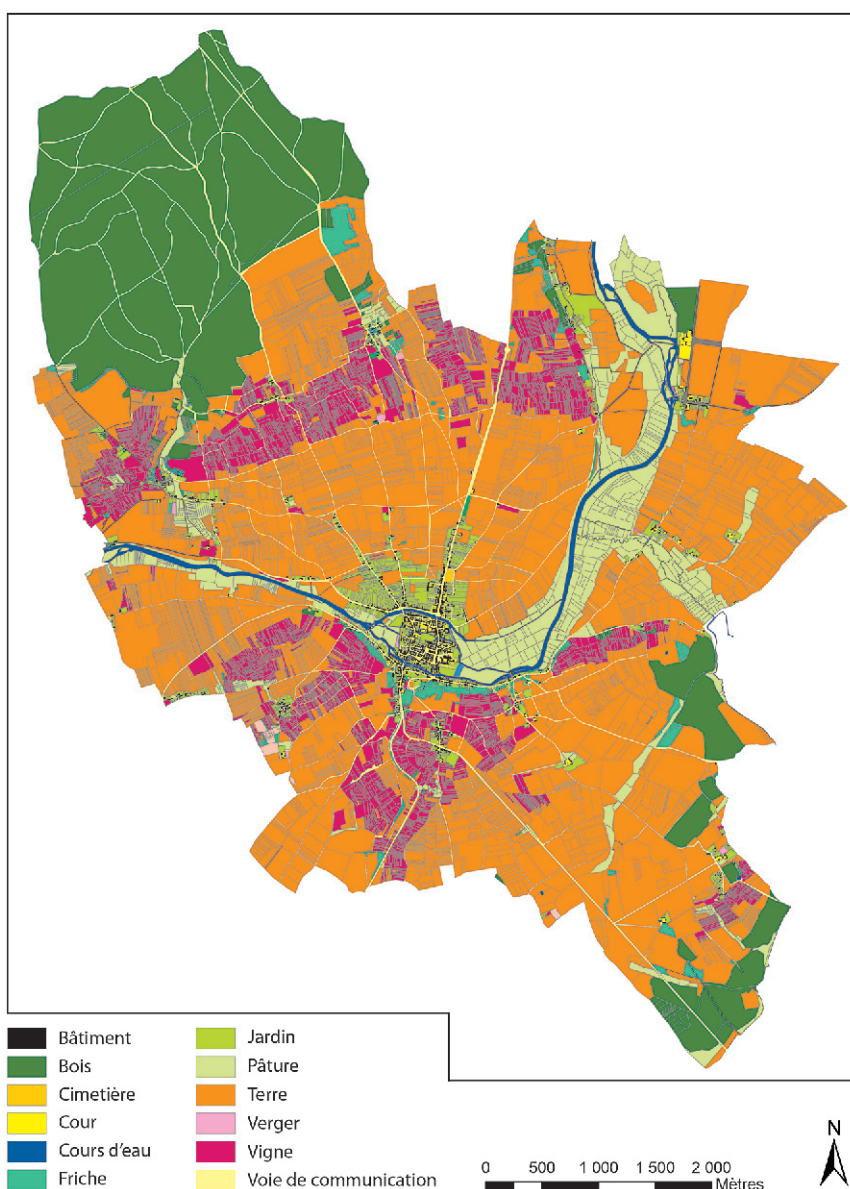 Bâtiment
Bois
Cimetière
Cour
Cours d'eau
Friche
Jardin
Pâture
Terre
Verger
Vigne
Voie de communication
0 500 1 000 1 500 2 000
Mètres
N